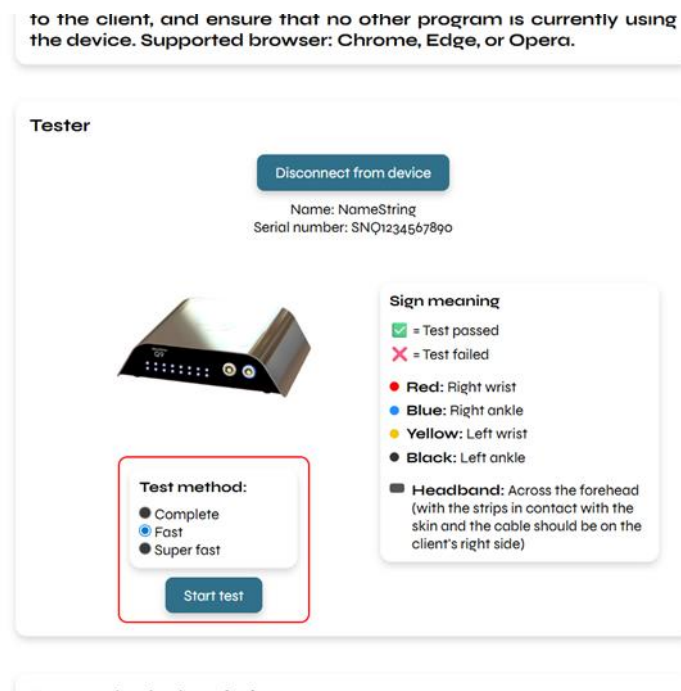 to the client, and ensure that no other program is currently using
the device. Supported browser: Chrome, Edge, or Opera.
Tester
Disconnect from device
Name: NameString
Serial number: SNQ1234567890
Q9
Sign meaning
= Test passed
= Test failed
Red: Right wrist
Blue: Right ankle
Yellow: Left wrist
Black: Left ankle
Headband: Across the forehead
(with the strips in contact with the
skin and the cable should be on the
client's right side)
Test method:
Complete
Fast
Super fast
Start test